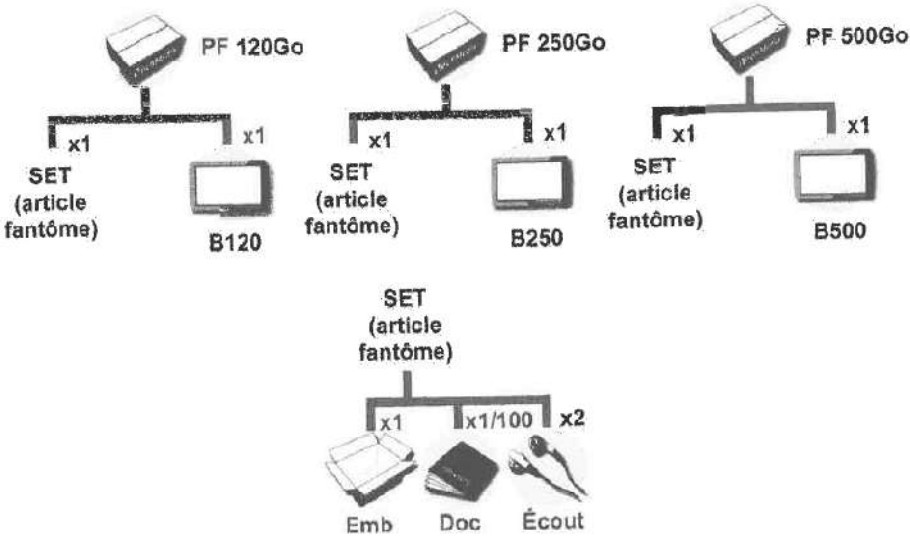 PF 120Go
x1
x1
SET
(article
fantôme)
B120
PF 250Go
x1
x1
SET
(article
fantôme)
B250
PF 500Go
x1
x1
SET
(article
fantôme)
B500
SET
(article
fantôme)
x1
x1/100
x2
Emb
Doc
Écout